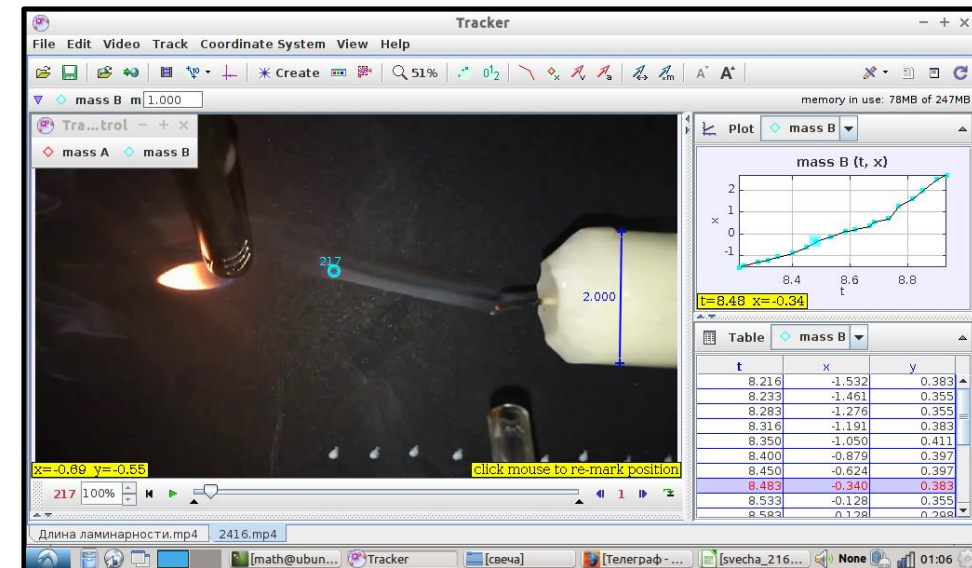 Tracker
File Edit Video Track Coordinate System View Help
Create 51%
mass B m 1.000
memory in use: 78MB of 247MB
Tra...trol
mass A mass B
217
2.000
x=-0.69 y=-0.55
click mouse to re-mark position
217 100% 1
Plot mass B
mass B (t, x)
x
2
1
0
-1
8.4 8.6 8.8
t
t=8.48 x=-0.34
Table mass B
t x y
8.216 -1.532 0.383
8.233 -1.461 0.355
8.283 -1.276 0.355
8.316 -1.191 0.383
8.350 -1.050 0.411
8.400 -0.879 0.397
8.450 -0.624 0.397
8.483 -0.340 0.383
8.533 -0.128 0.355
8.583 0.128 0.298
Длина ламинарности.mp4 2416.mp4
[math@ubun... Tracker [свеча] [Телеграф - ... [svecha_216... None 01:06